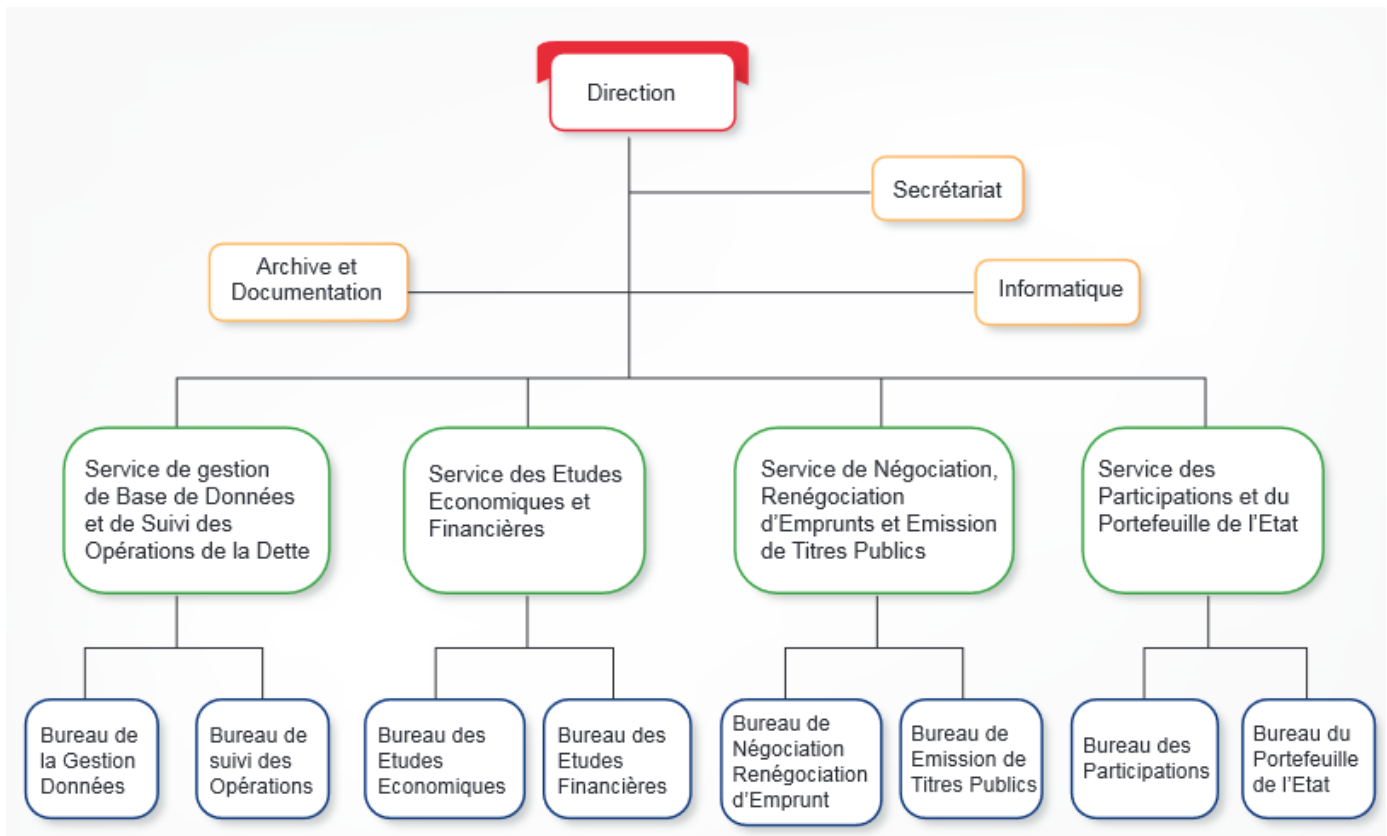 Direction
Secrétariat
Archive et
Documentation
Informatique
Service de gestion
de Base de Données
et de Suivi des
Opérations de la Dette
Service des Etudes
Economiques et
Financières
Service de Négociation,
Renégociation
d’Emprunts et Emission
de Titres Publics
Service des
Participations et du
Portefeuille de l’Etat
Bureau de
la Gestion
Données
Bureau de
suivi des
Opérations
Bureau des
Etudes
Economiques
Bureau des
Etudes
Financières
Bureau de
Négociation
Renégociation
d’Emprunt
Bureau de
Emission de
Titres Publics
Bureau des
Participations
Bureau du
Portefeuille
de l’Etat